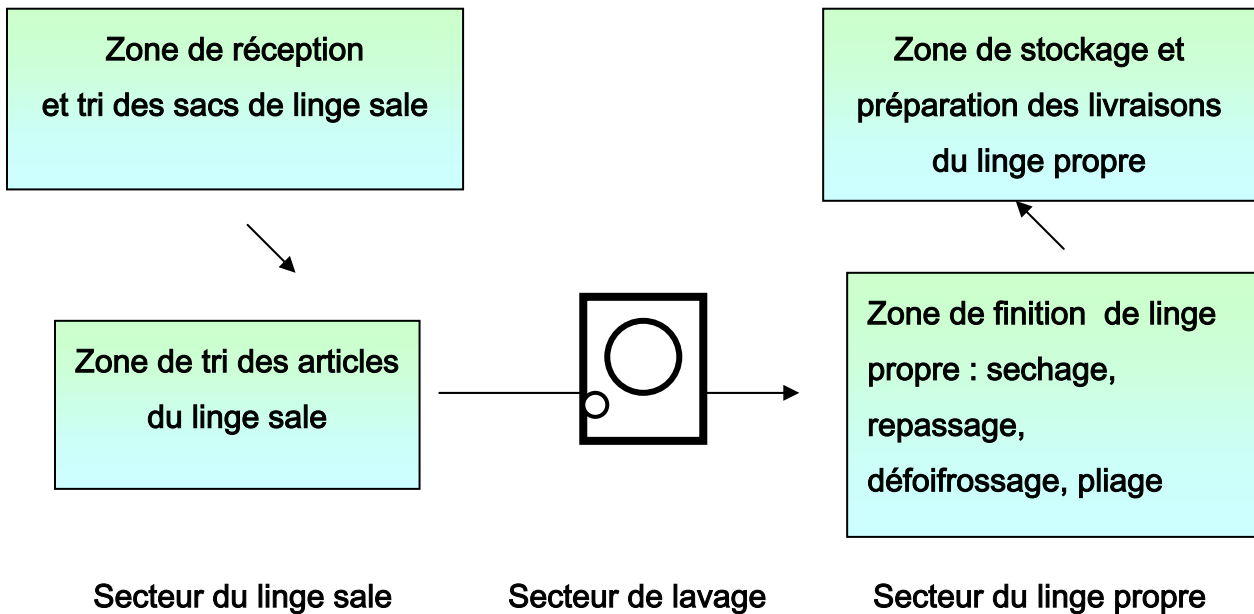 Zone de réception
et tri des sacs de linge sale
Zone de stockage et
préparation des livraisons
du linge propre
Zone de tri des articles
du linge sale
Zone de finition de linge
propre : sechage,
repassage,
défoifrossage, pliage
Secteur du linge sale
Secteur de lavage
Secteur du linge propre